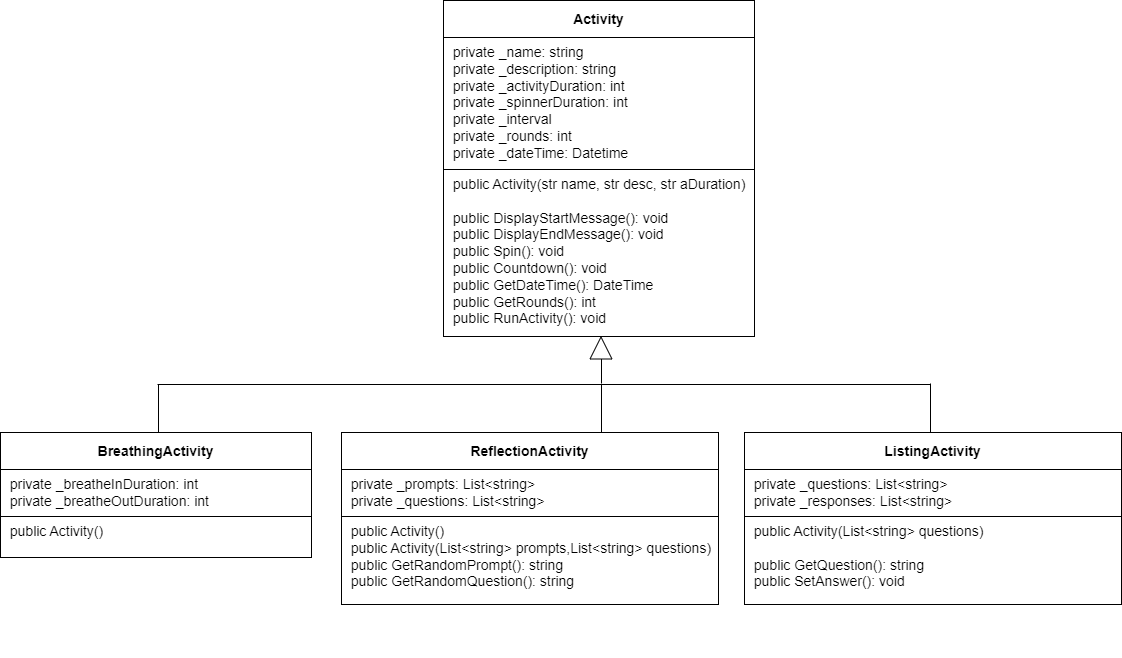 Activity
private _name: string
private _description: string
private _activityDuration: int
private _spinnerDuration: int
private _interval
private _rounds: int
private _dateTime: Datetime
public Activity(str name, str desc, str aDuration)
public DisplayStartMessage(): void
public DisplayEndMessage(): void
public Spin(): void
public Countdown(): void
public GetDateTime(): DateTime
public GetRounds(): int
public RunActivity(): void
BreathingActivity
private _breatheInDuration: int
private _breatheOutDuration: int
public Activity()
ReflectionActivity
private _prompts: List<string>
private _questions: List<string>
public Activity()
public Activity(List<string> prompts,List<string> questions)
public GetRandomPrompt(): string
public GetRandomQuestion(): string
ListingActivity
private _questions: List<string>
private _responses: List<string>
public Activity(List<string> questions)
public GetQuestion(): string
public SetAnswer(): void